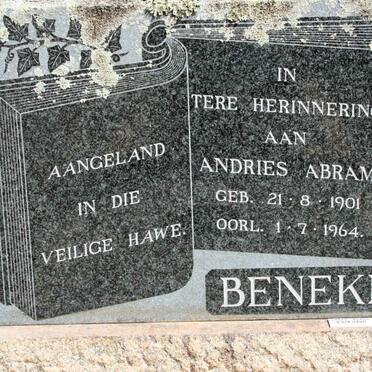 AANGELAND
IN DIE
VEILIGE HAWE.
IN
TERE HERINNERING
AAN
ANDRIES ABRAM
GEB. 21·8·1901
OORL. 1·7·1964.
BENEKE